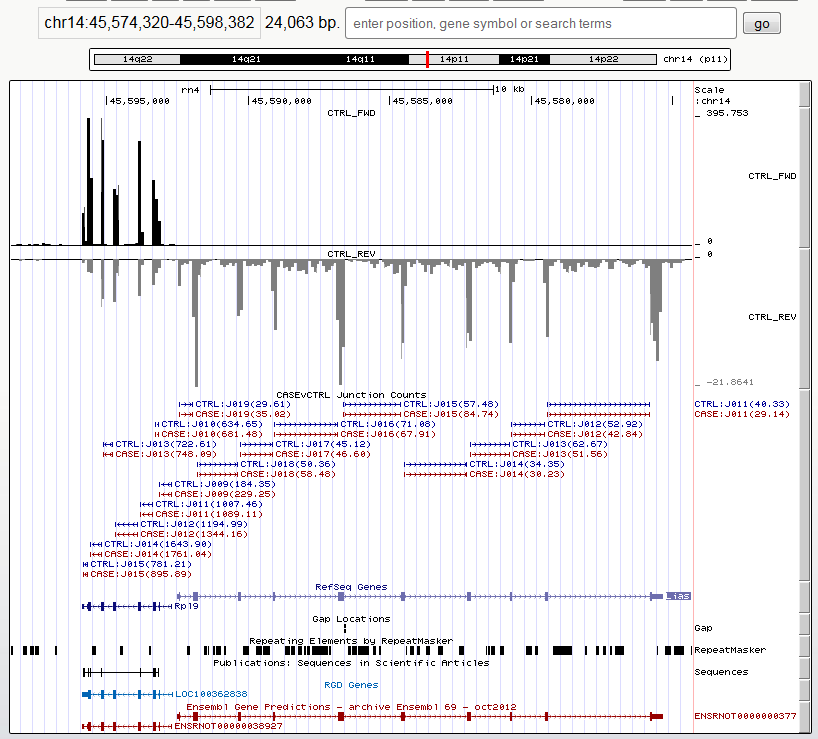 chr14:45,574,320-45,598,382 24,063 bp. enter position, gene symbol or search terms go
14q22 14q21 14q11 14p11 14p21 14p22 chr14 (p11)
rn4 10 kb Scale
45,595,000 45,590,000 45,585,000 45,580,000 :chr14
CTRL_FWD _ 395.753
CTRL_FWD
_ 0
CTRL_REV _ 0
CTRL_REV
_ -21.8641
CASEvCTRL Junction Counts
CTRL:J019(29.61) CTRL:J015(57.48) CTRL:J011(40.33)
CASE:J019(35.02) CASE:J015(84.74) CASE:J011(29.14)
CTRL:J010(634.65) CTRL:J016(71.08) CTRL:J012(52.92)
CASE:J010(681.48) CASE:J016(67.91) CASE:J012(42.84)
CTRL:J013(722.61) CTRL:J017(45.12) CTRL:J013(62.67)
CASE:J013(748.09) CASE:J017(46.60) CASE:J013(51.56)
CTRL:J018(50.36) CTRL:J014(34.35)
CASE:J018(58.48) CASE:J014(30.23)
CTRL:J009(184.35)
CASE:J009(229.25)
CTRL:J011(1007.46)
CASE:J011(1089.11)
CTRL:J012(1194.99)
CASE:J012(1344.16)
CTRL:J014(1643.90)
CASE:J014(1761.04)
CTRL:J015(781.21)
CASE:J015(895.89)
RefSeq Genes
Lias
Rpl9
Gap Locations
Gap
Repeating Elements by RepeatMasker
RepeatMasker
Publications: Sequences in Scientific Articles
Sequences
RGD Genes
LOC100362838
Ensembl Gene Predictions - archive Ensembl 69 - oct2012
ENSRNOT0000000377
ENSRNOT00000038927